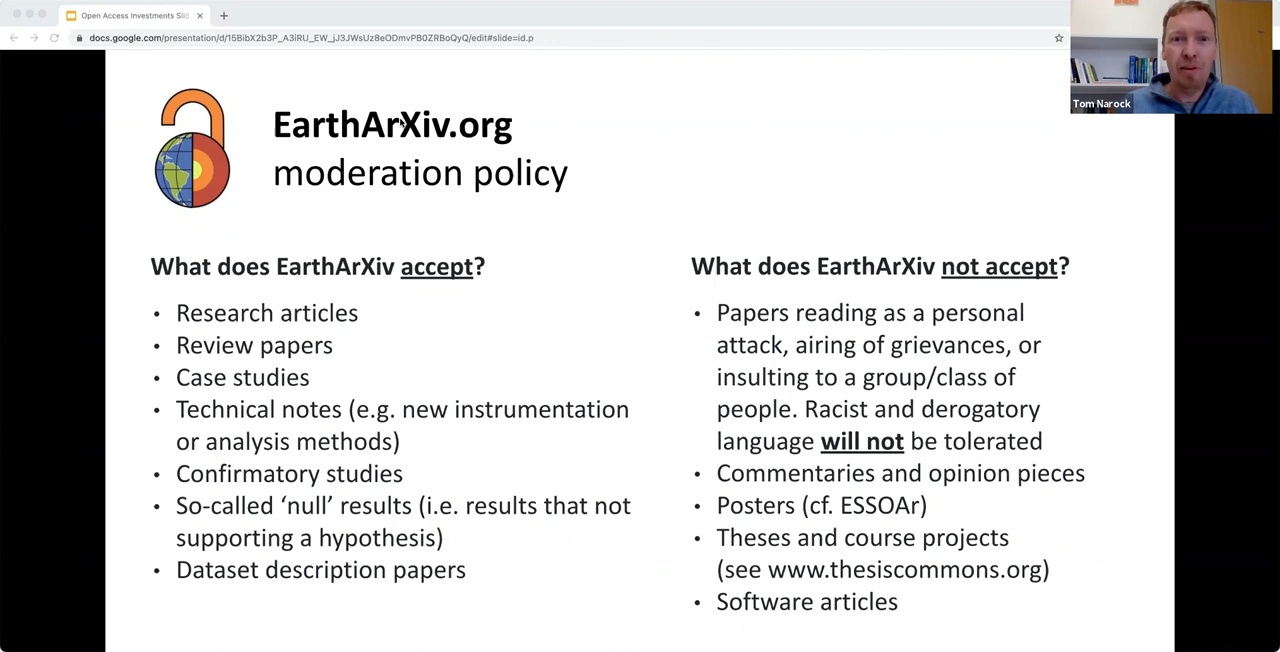 Open Access Investments Slid
docs.google.com/presentation/d/15BibX2b3P_A3iRU_EW_jJ3JWsUz8eODmvPB0ZRBoQyQ/edit#slide=id.p
Tom Narock
EarthArXiv.org
moderation policy
What does EarthArXiv accept?
• Research articles
• Review papers
• Case studies
• Technical notes (e.g. new instrumentation
or analysis methods)
• Confirmatory studies
• So-called ‘null’ results (i.e. results that not
supporting a hypothesis)
• Dataset description papers
What does EarthArXiv not accept?
• Papers reading as a personal
attack, airing of grievances, or
insulting to a group/class of
people. Racist and derogatory
language will not be tolerated
• Commentaries and opinion pieces
• Posters (cf. ESSOAr)
• Theses and course projects
(see www.thesiscommons.org)
• Software articles